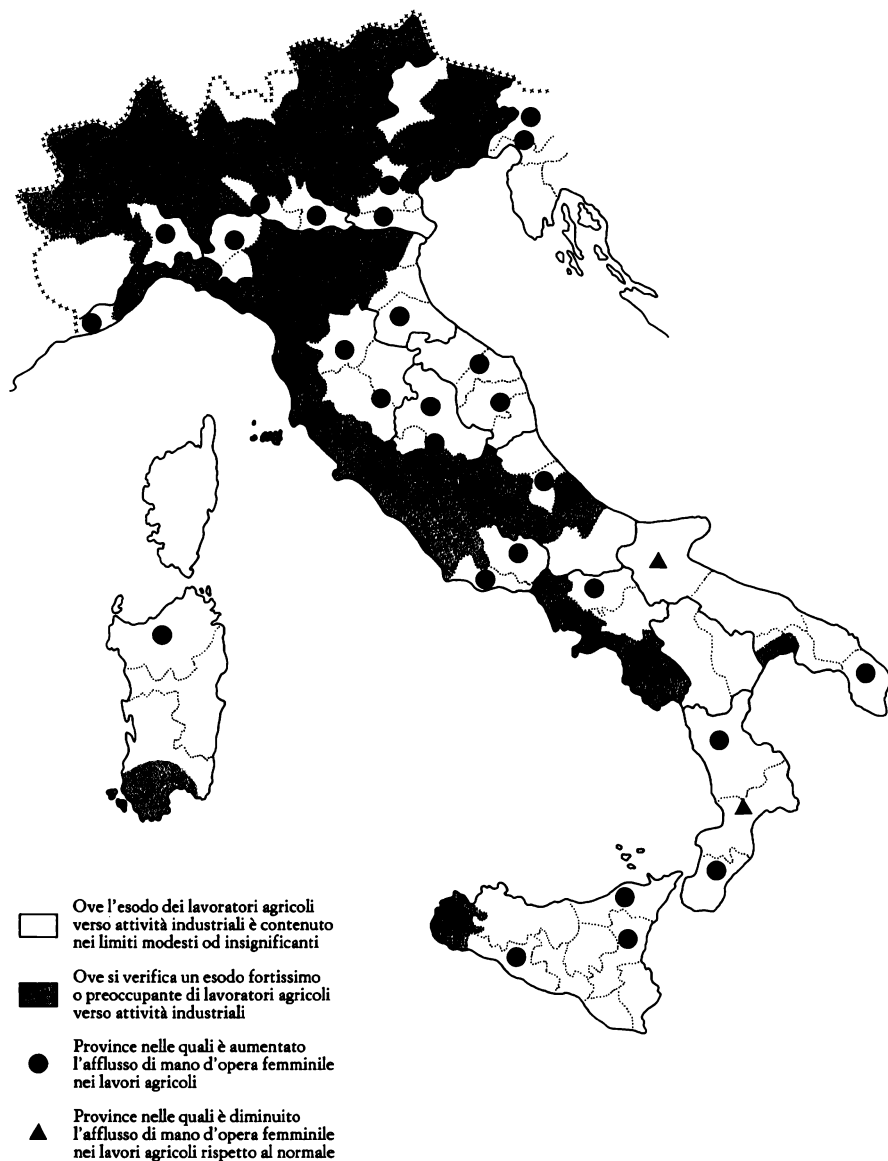 Ove l'esodo dei lavoratori agricoli
verso attività industriali è contenuto
nei limiti modesti od insignificanti
Ove si verifica un esodo fortissimo
o preoccupante di lavoratori agricoli
verso attività industriali
Province nelle quali è aumentato
l'afflusso di mano d'opera femminile
nei lavori agricoli
Province nelle quali è diminuito
l'afflusso di mano d'opera femminile
nei lavori agricoli rispetto al normale